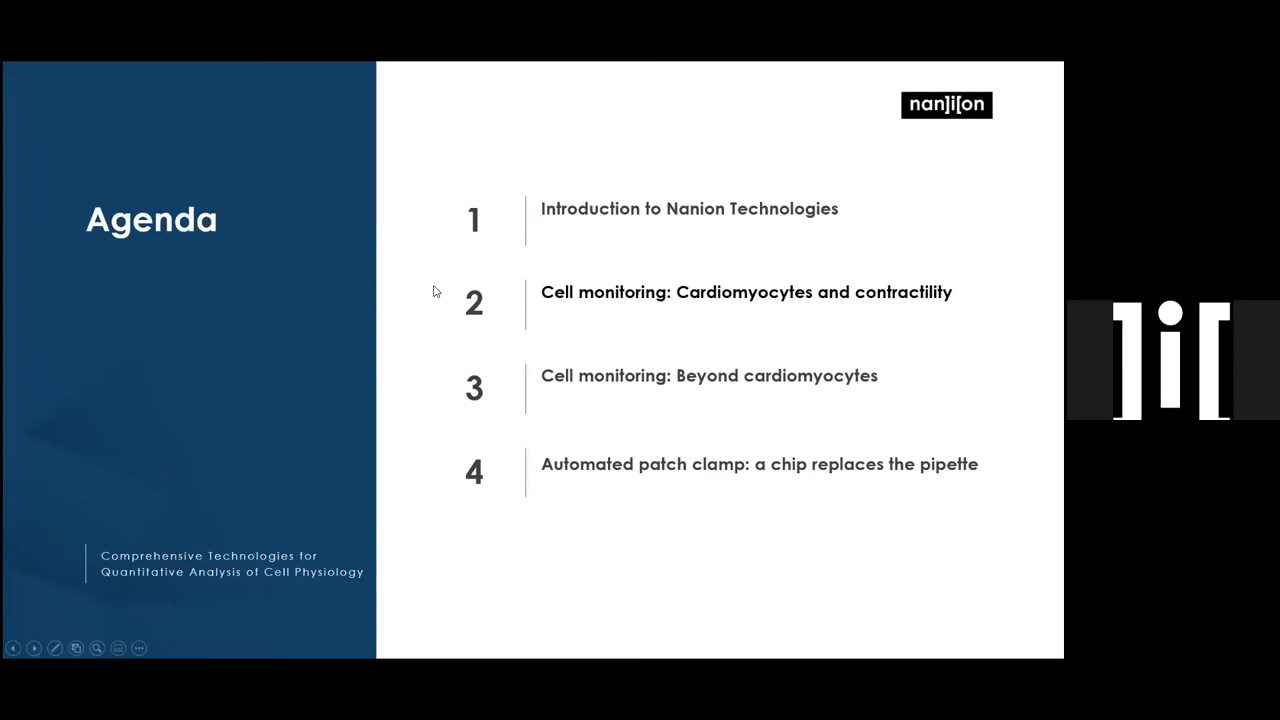 nan]i[on
Agenda
1
Introduction to Nanion Technologies
2
Cell monitoring: Cardiomyocytes and contractility
3
Cell monitoring: Beyond cardiomyocytes
4
Automated patch clamp: a chip replaces the pipette
Comprehensive Technologies for
Quantitative Analysis of Cell Physiology
]i[